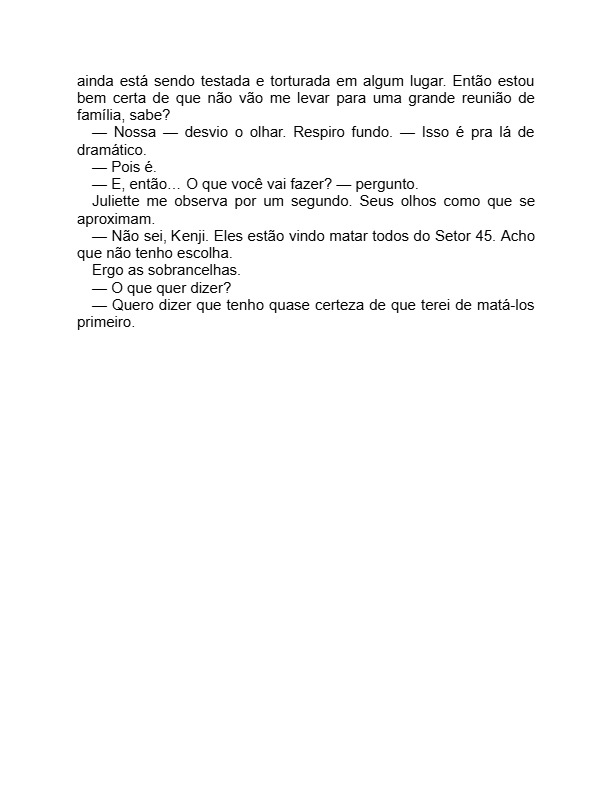 ainda está sendo testada e torturada em algum lugar. Então estou
bem certa de que não vão me levar para uma grande reunião de
família, sabe?
— Nossa — desvio o olhar. Respiro fundo. — Isso é pra lá de
dramático.
— Pois é.
— E, então… O que você vai fazer? — pergunto.
Juliette me observa por um segundo. Seus olhos como que se
aproximam.
— Não sei, Kenji. Eles estão vindo matar todos do Setor 45. Acho
que não tenho escolha.
Ergo as sobrancelhas.
— O que quer dizer?
— Quero dizer que tenho quase certeza de que terei de matá-los
primeiro.